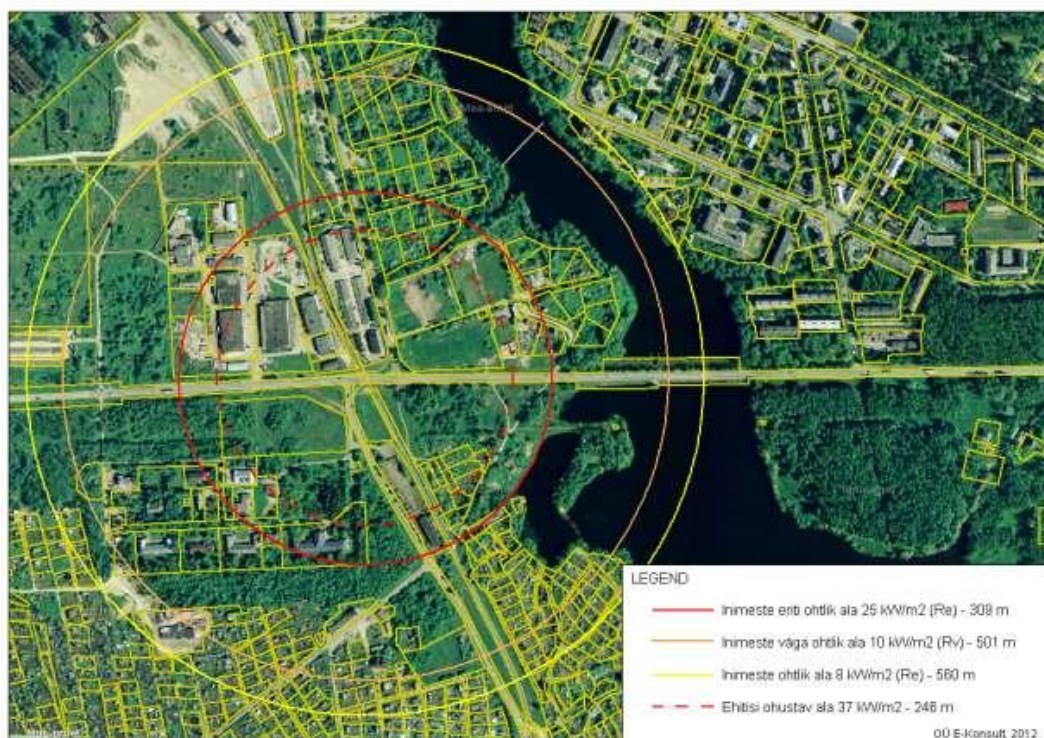 LEGEND
Inimeste eriti ohtlik ala 25 kW/m2 (Re) - 309 m
Inimeste väga ohtlik ala 10 kW/m2 (Rv) - 501 m
Inimeste ohtlik ala 8 kW/m2 (Re) - 560 m
Ehitisi ohustav ala 37 kW/m2 - 246 m
OÜ E-Konsult, 2012